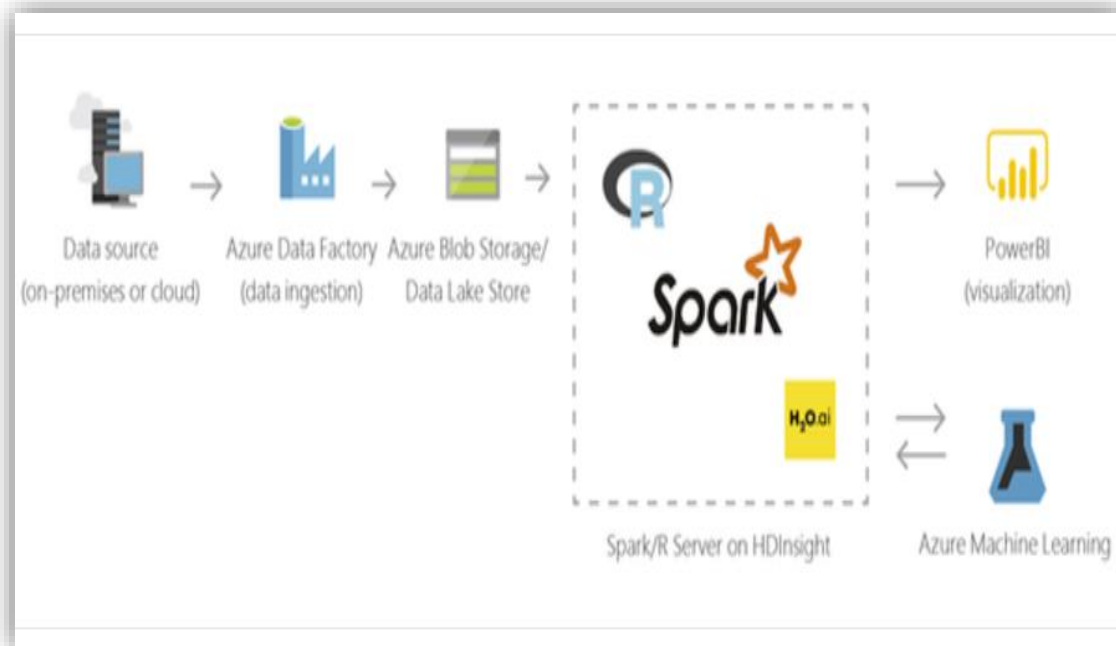 Data source
(on-premises or cloud)
Azure Data Factory
(data ingestion)
Azure Blob Storage/
Data Lake Store
R
Spark
H2O.ai
Spark/R Server on HDInsight
PowerBI
(visualization)
Azure Machine Learning